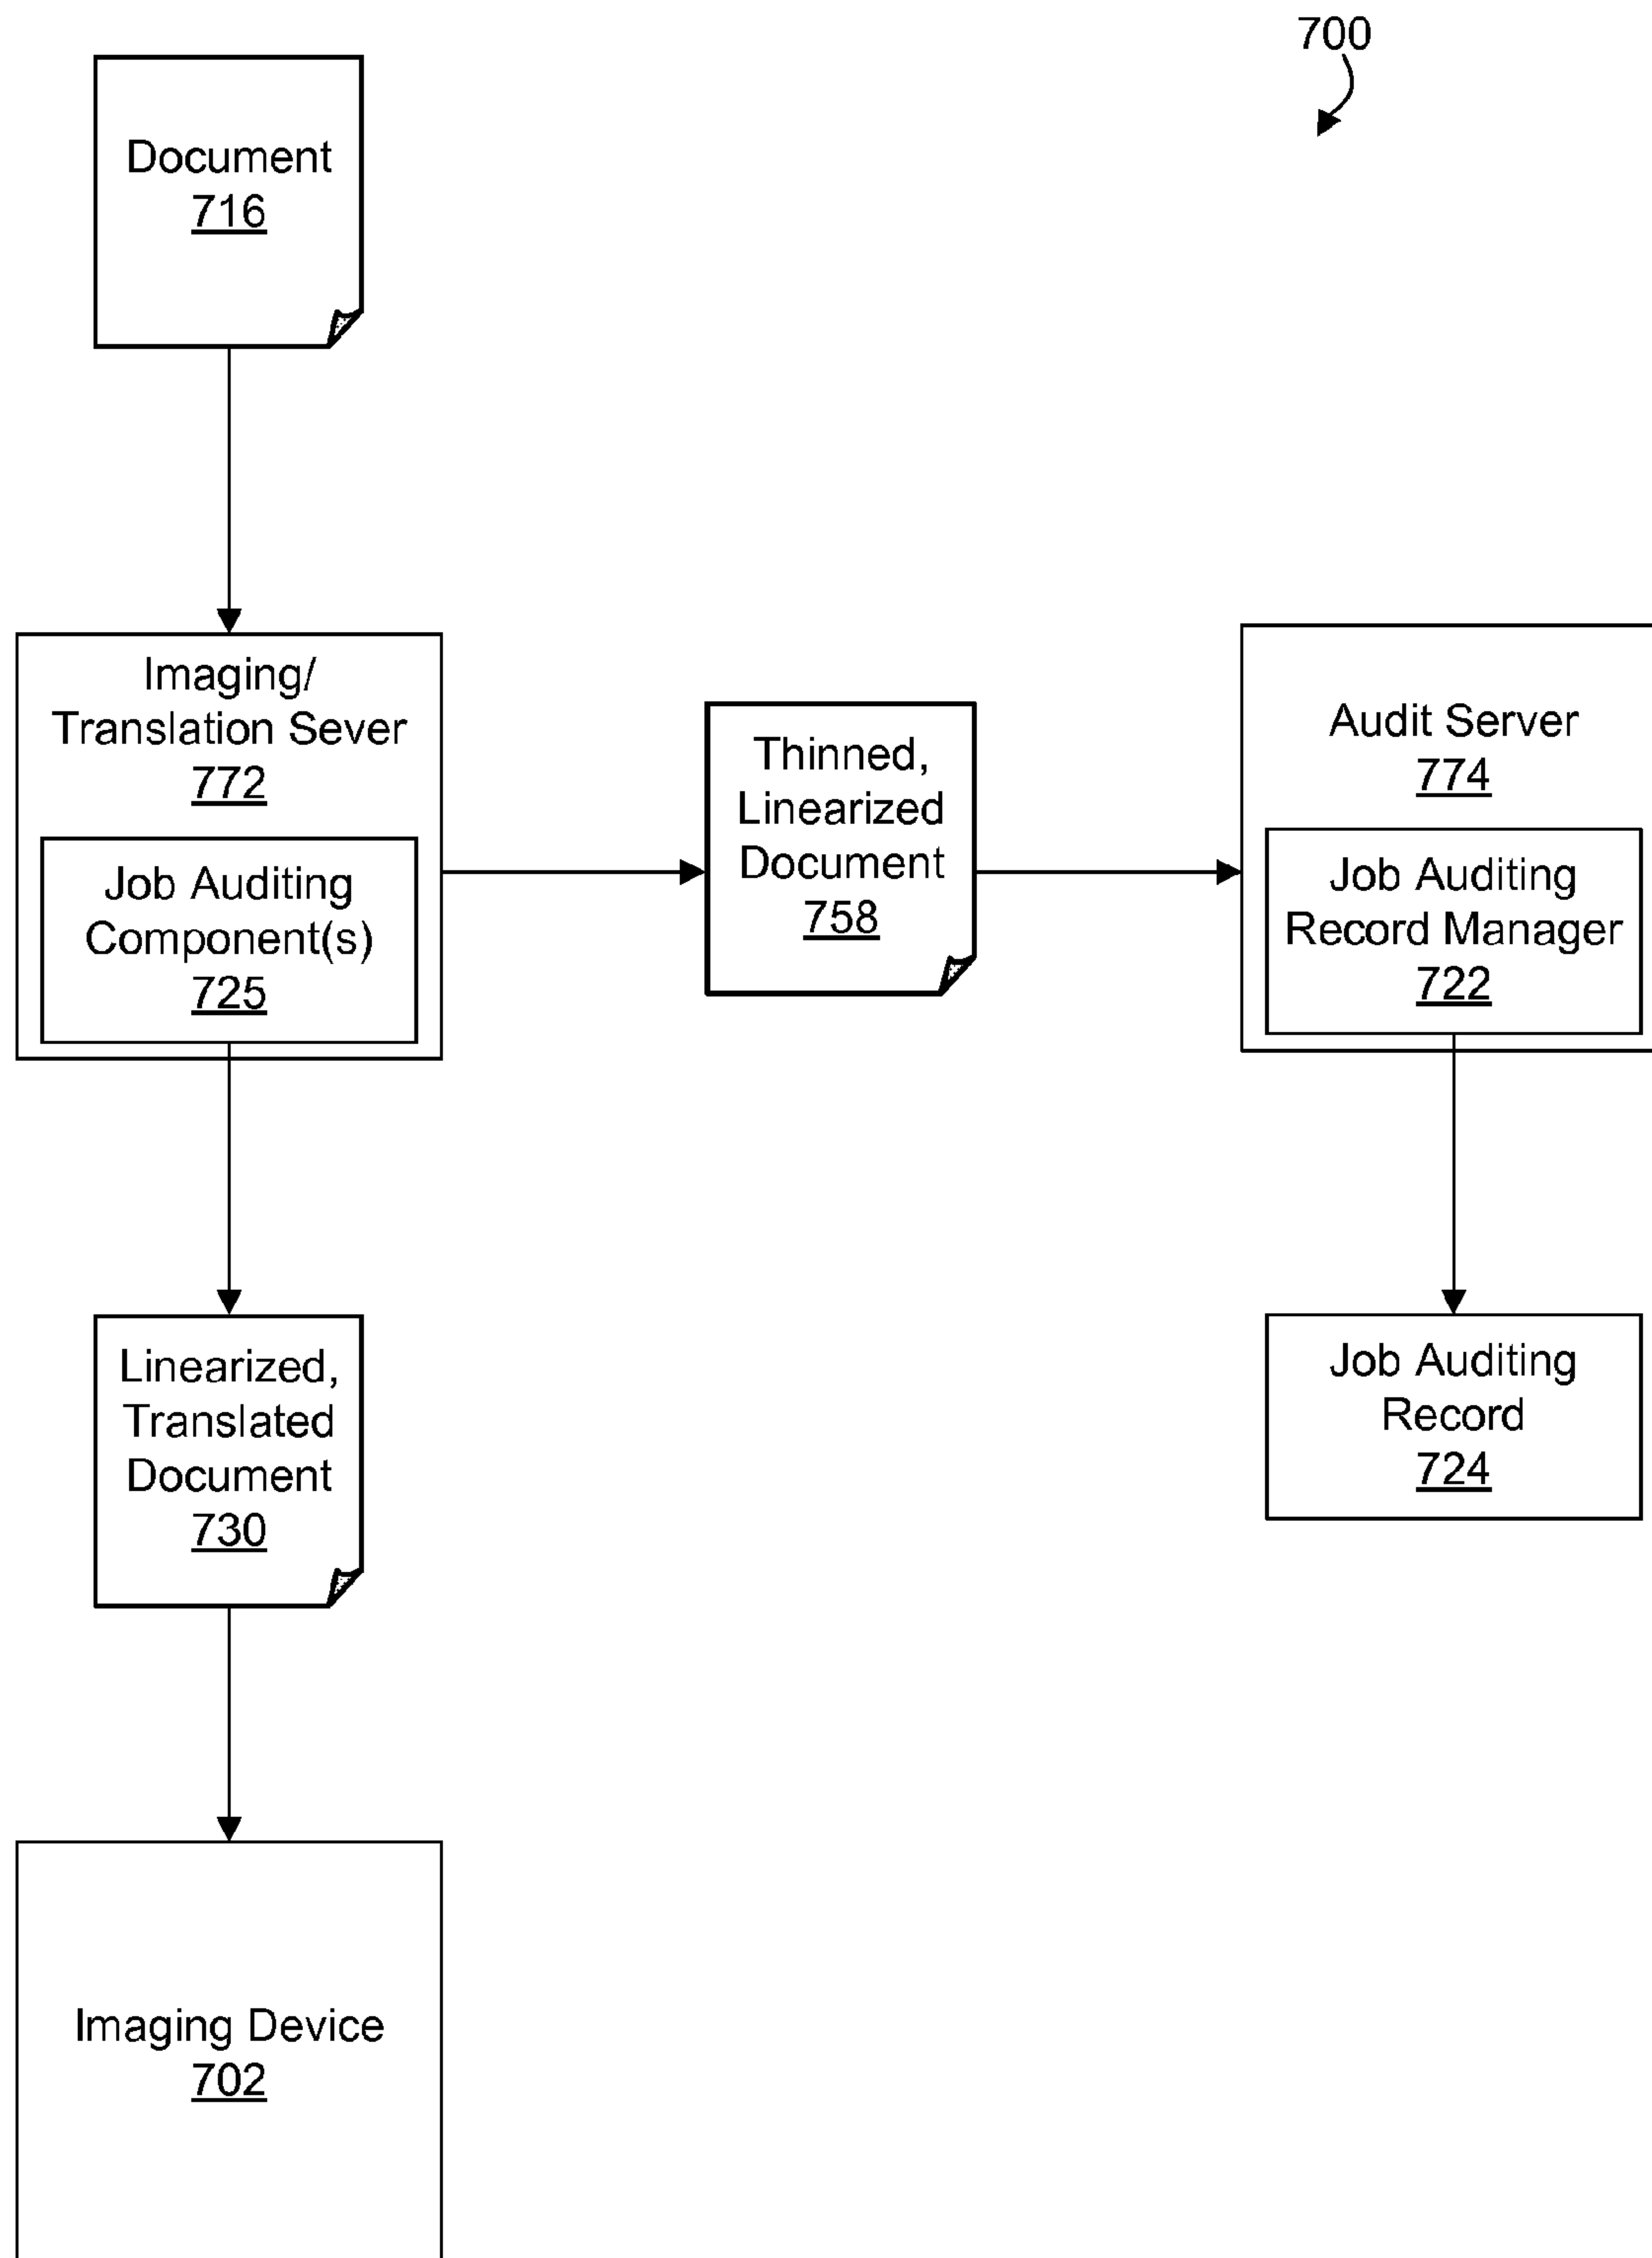 700
Document
716
Imaging/
Translation Sever
772
Job Auditing
Component(s)
725
Thinned,
Linearized
Document
758
Audit Server
774
Job Auditing
Record Manager
722
Linearized,
Translated
Document
730
Job Auditing
Record
724
Imaging Device
702